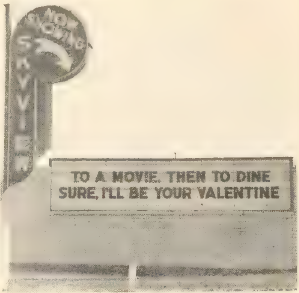 NOW
SHOWING
SKYVIEW
TO A MOVIE, THEN TO DINE
SURE, I'LL BE YOUR VALENTINE